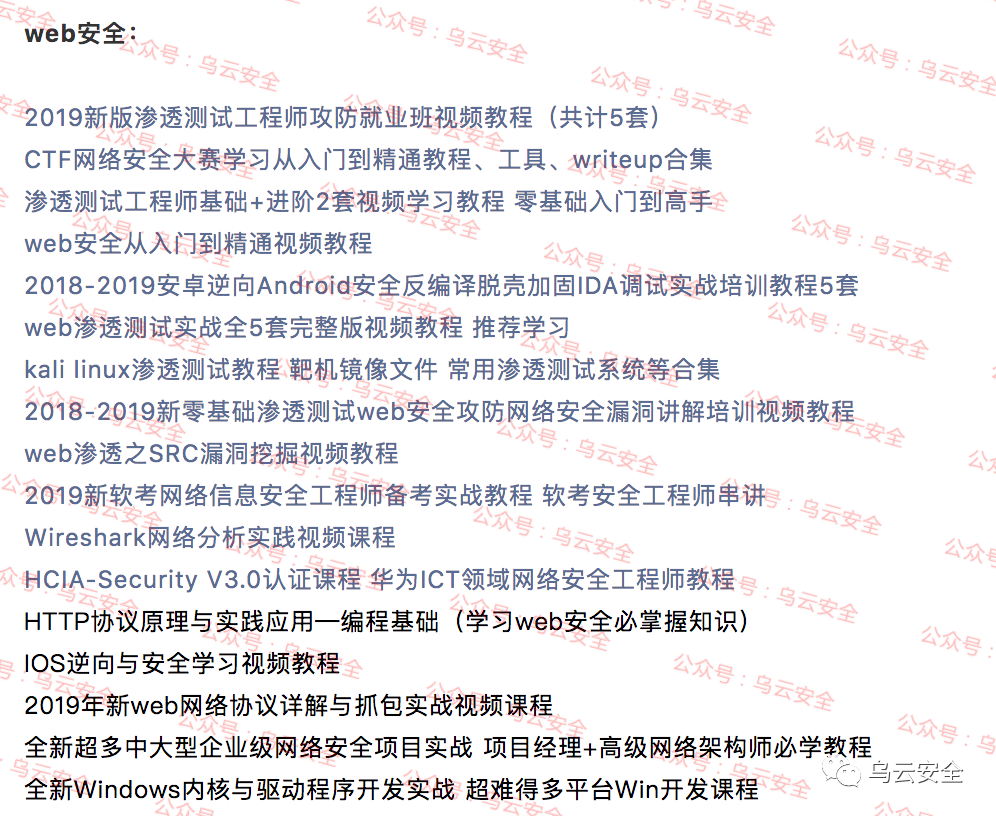 web安全：
2019新版渗透测试工程师攻防就业班视频教程（共计5套）
CTF网络安全大赛学习从入门到精通教程、工具、writeup合集
渗透测试工程师基础+进阶2套视频学习教程 零基础入门到高手
web安全从入门到精通视频教程
2018-2019安卓逆向Android安全反编译脱壳加固IDA调试实战培训教程5套
web渗透测试实战全5套完整版视频教程 推荐学习
kali linux渗透测试教程 靶机镜像文件 常用渗透测试系统等合集
2018-2019新零基础渗透测试web安全攻防网络安全漏洞讲解培训视频教程
web渗透之SRC漏洞挖掘视频教程
2019新软考网络信息安全工程师备考实战教程 软考安全工程师串讲
Wireshark网络分析实践视频课程
HCIA-Security V3.0认证课程 华为ICT领域网络安全工程师教程
HTTP协议原理与实践应用—编程基础（学习web安全必掌握知识）
IOS逆向与安全学习视频教程
2019年新web网络协议详解与抓包实战视频课程
全新超多中大型企业级网络安全项目实战 项目经理+高级网络架构师必学教程
全新Windows内核与驱动程序开发实战 超难得多平台Win开发课程
乌云安全
公众号：乌云安全